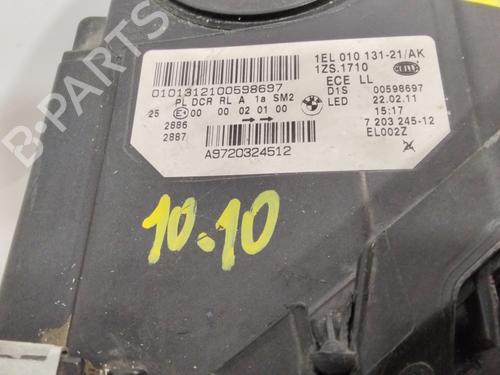 1EL 010 131-21/AK
1ZS.1710
HELLA
ECE LL
0101312100598697
D1S 00598697
PL DCR RL A 1a SM2
LED 22.02.11
25 E1 00 00 02 01 00
15:17
2886
7 203 245-12
2887
EL002Z
A9720324512
10.10
B-PARTS